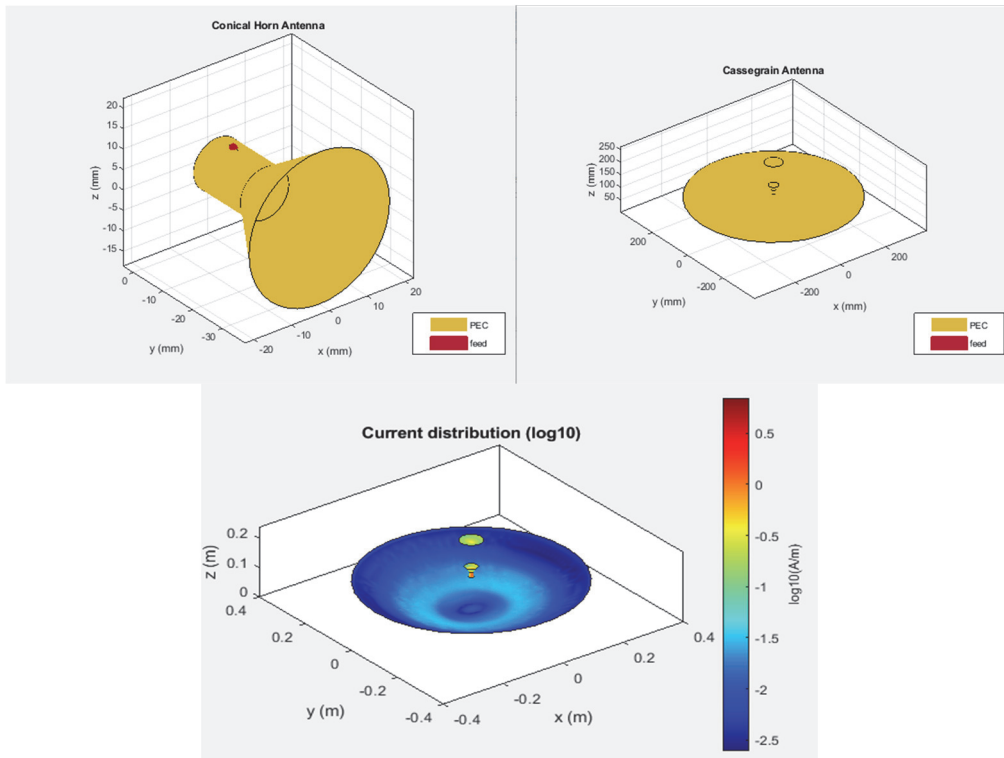 Conical Horn Antenna
20
15
10
5
0
-5
-10
-15
z (mm)
0
-10
-20
-30
y (mm)
-20
-10
0
10
20
x (mm)
PEC
feed
Cassegrain Antenna
250
200
150
100
50
z (mm)
200
0
-200
y (mm)
-200
0
200
x (mm)
PEC
feed
Current distribution (log10)
0.2
0.1
0
z (m)
0.4
0.2
0
-0.2
-0.4
y (m)
-0.4
-0.2
0
0.2
0.4
x (m)
0.5
0
-0.5
-1
-1.5
-2
-2.5
log10(A/m)